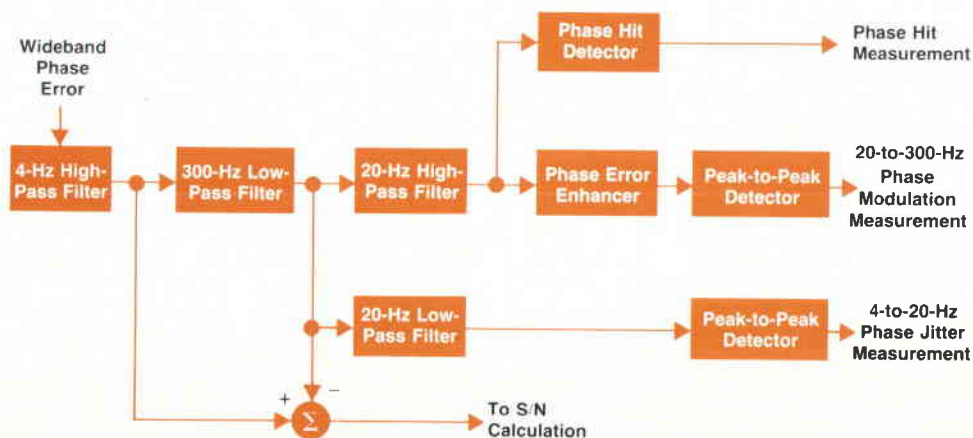 Wideband
Phase
Error
4-Hz High-
Pass Filter
300-Hz Low-
Pass Filter
20-Hz High-
Pass Filter
Phase Hit
Detector
Phase Hit
Measurement
Phase Error
Enhancer
Peak-to-Peak
Detector
20-to-300-Hz
Phase
Modulation
Measurement
20-Hz Low-
Pass Filter
Peak-to-Peak
Detector
4-to-20-Hz
Phase Jitter
Measurement
+
−
Σ
To S/N
Calculation